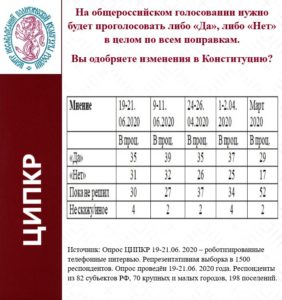 На общероссийском голосовании нужно
будет проголосовать либо «Да», либо «Нет»
в целом по всем поправкам.
Вы одобряете изменения в Конституцию?
Мнение 19-21. 06.2020 9-11. 06.2020 24-26. 04.2020 1-2.04. 2020 Март 2020
В проц. В проц. В проц. В проц. В проц.
«Да» 35 39 35 37 29
«Нет» 31 32 26 25 17
Пока не решил 30 27 37 34 52
Не скажу/иное 4 2 2 4 2
ЦИПКР
Источник: Опрос ЦИПКР 19-21.06. 2020 – роботизированные
телефонные интервью. Репрезентативная выборка в 1500
респондентов. Опрос проведён 19-21.06. 2020 года. Респонденты
из 82 субъектов РФ, 70 крупных и малых городов, 198 поселений.